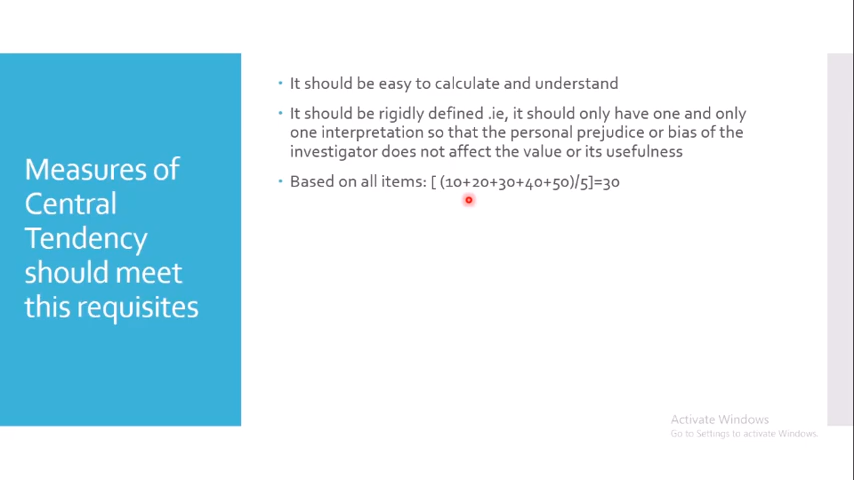 Measures of
Central
Tendency
should meet
this requisites
• It should be easy to calculate and understand
• It should be rigidly defined .ie, it should only have one and only
one interpretation so that the personal prejudice or bias of the
investigator does not affect the value or its usefulness
• Based on all items: [ (10+20+30+40+50)/5]=30
Activate Windows
Go to Settings to activate Windows.